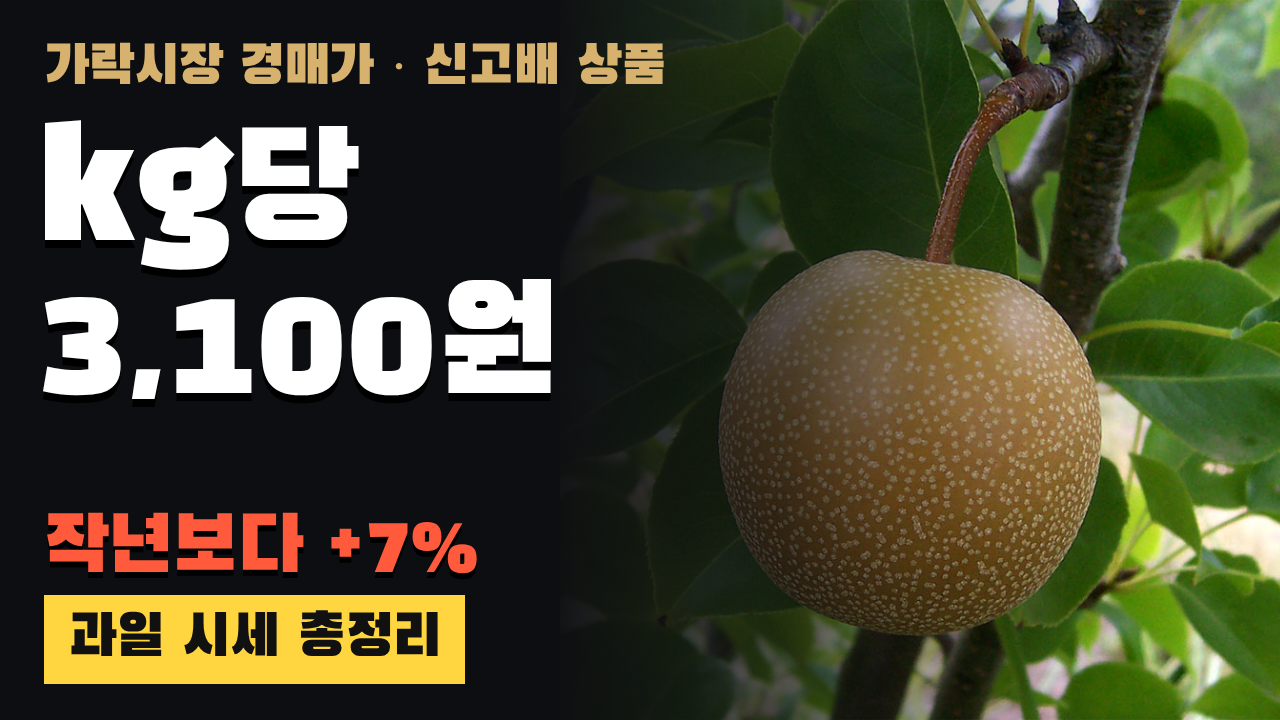 가락시장 경매가 · 신고배 상품
kg당
3,100원
작년보다 +7%
과일 시세 총정리